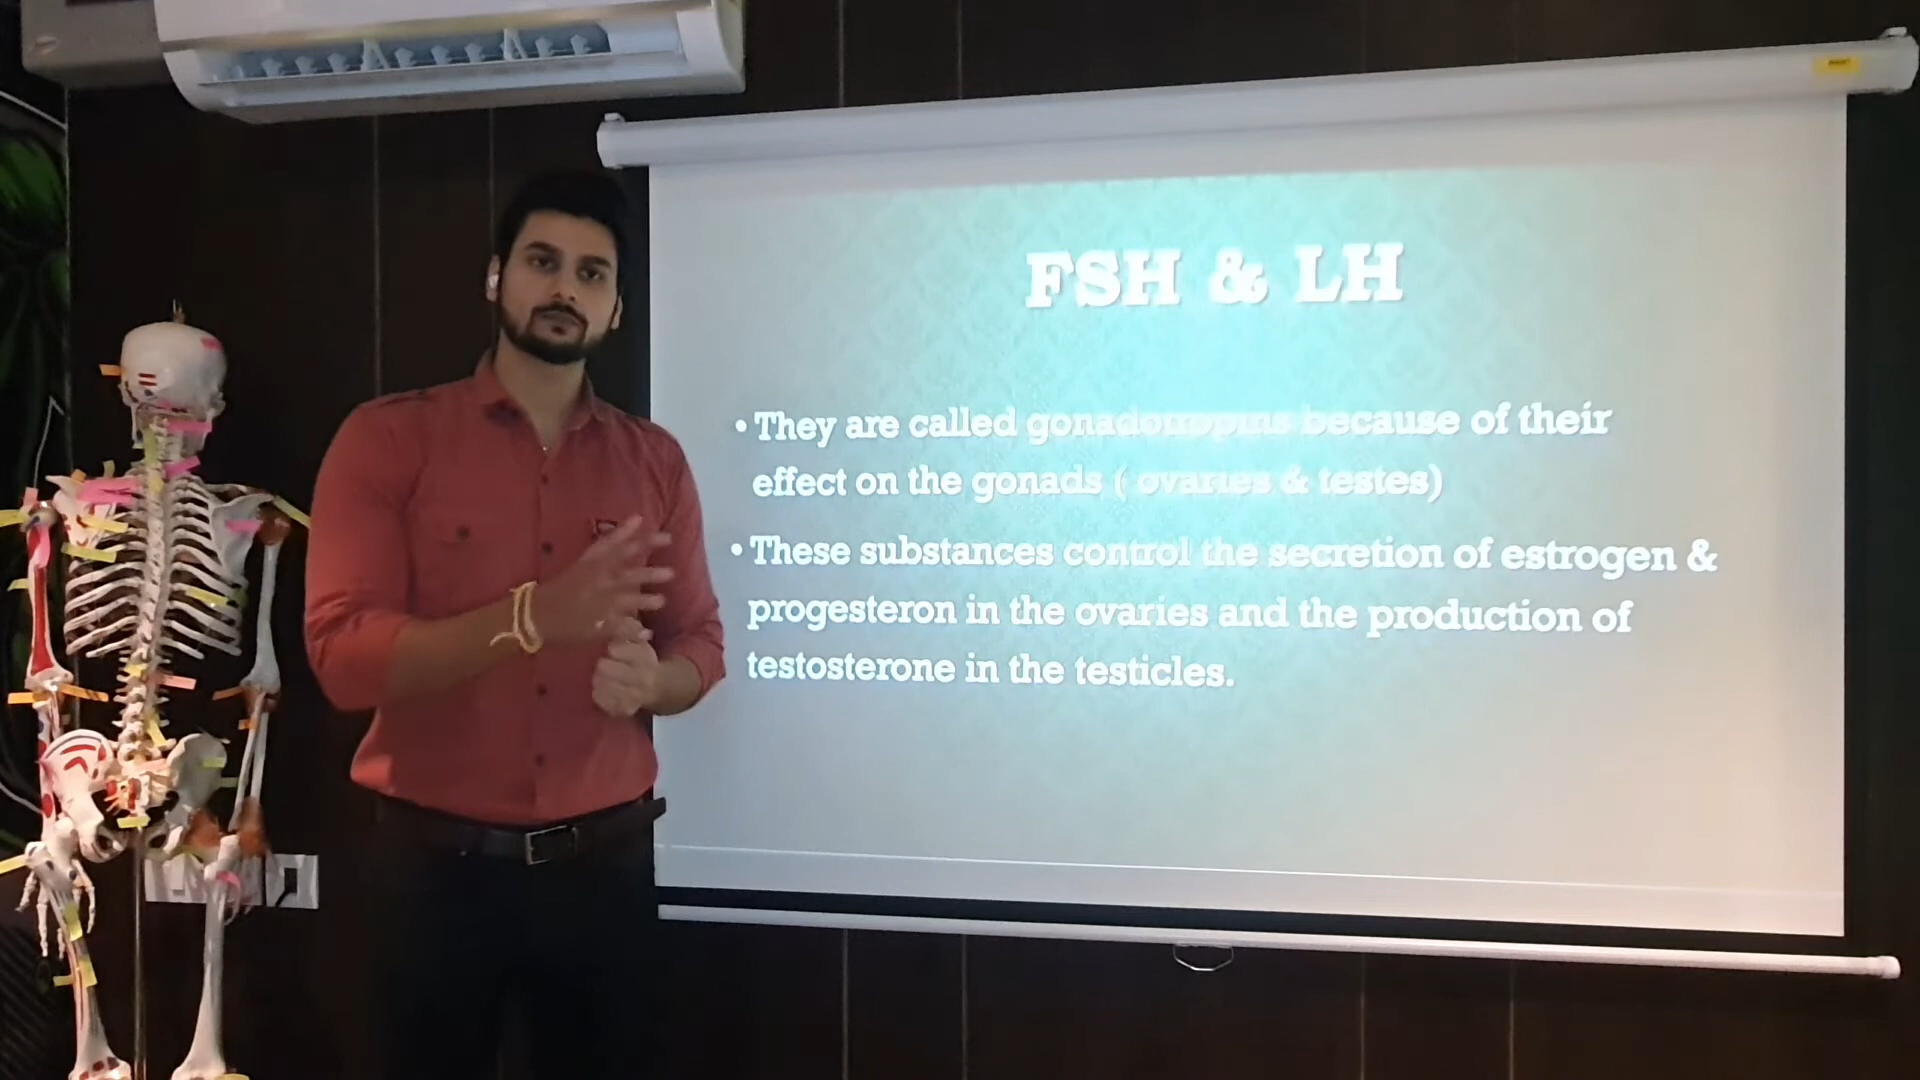 FSH & LH
• They are called gonadotropins because of their
effect on the gonads ( ovaries & testes)
• These substances control the secretion of estrogen &
progesteron in the ovaries and the production of
testosterone in the testicles.